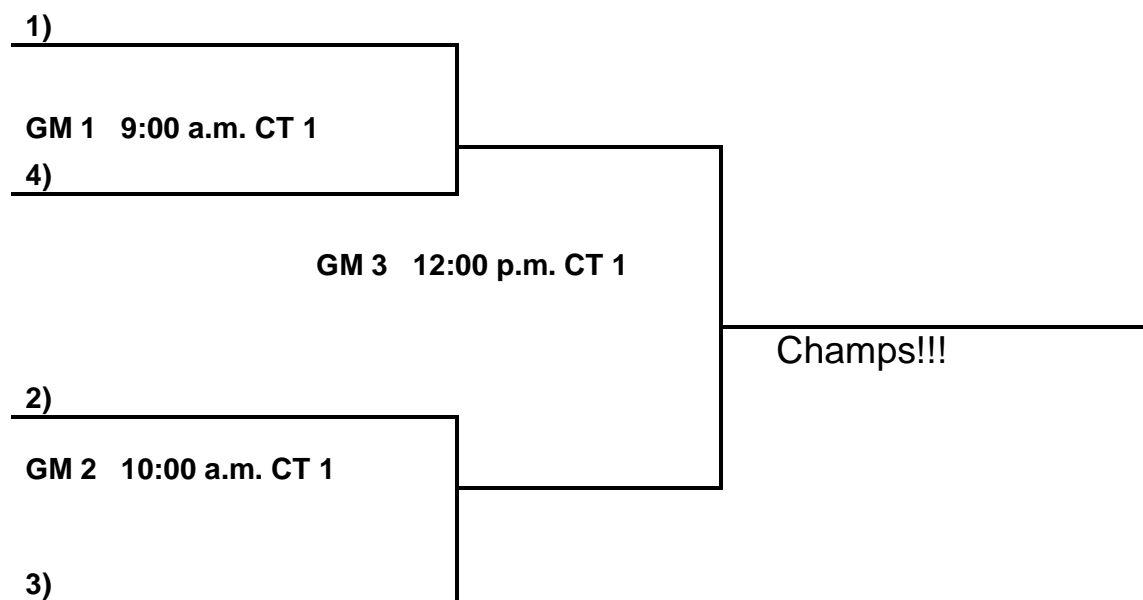 1)
GM 1 9:00 a.m. CT 1
4)
GM 3 12:00 p.m. CT 1
Champs!!!
2)
GM 2 10:00 a.m. CT 1
3)